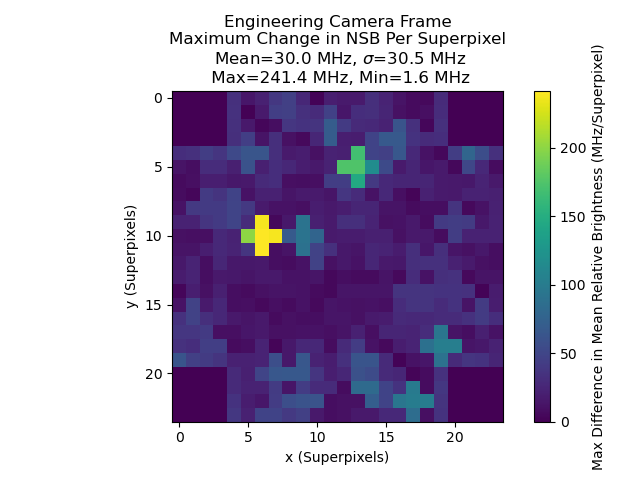 Engineering Camera Frame
Maximum Change in NSB Per Superpixel
Mean=30.0 MHz, σ=30.5 MHz
Max=241.4 MHz, Min=1.6 MHz
0
5
10
15
20
y (Superpixels)
0 5 10 15 20
x (Superpixels)
200
150
100
50
0
Max Difference in Mean Relative Brightness (MHz/Superpixel)